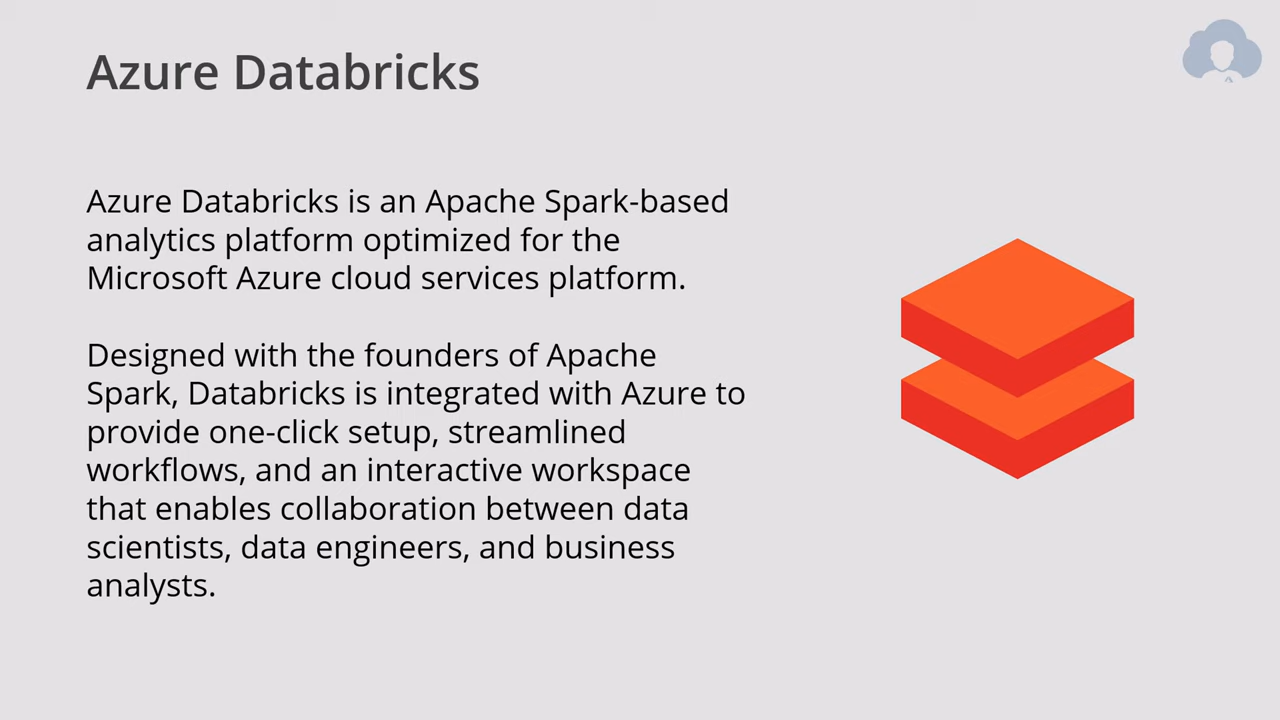 Azure Databricks
Azure Databricks is an Apache Spark-based
analytics platform optimized for the
Microsoft Azure cloud services platform.
Designed with the founders of Apache
Spark, Databricks is integrated with Azure to
provide one-click setup, streamlined
workflows, and an interactive workspace
that enables collaboration between data
scientists, data engineers, and business
analysts.